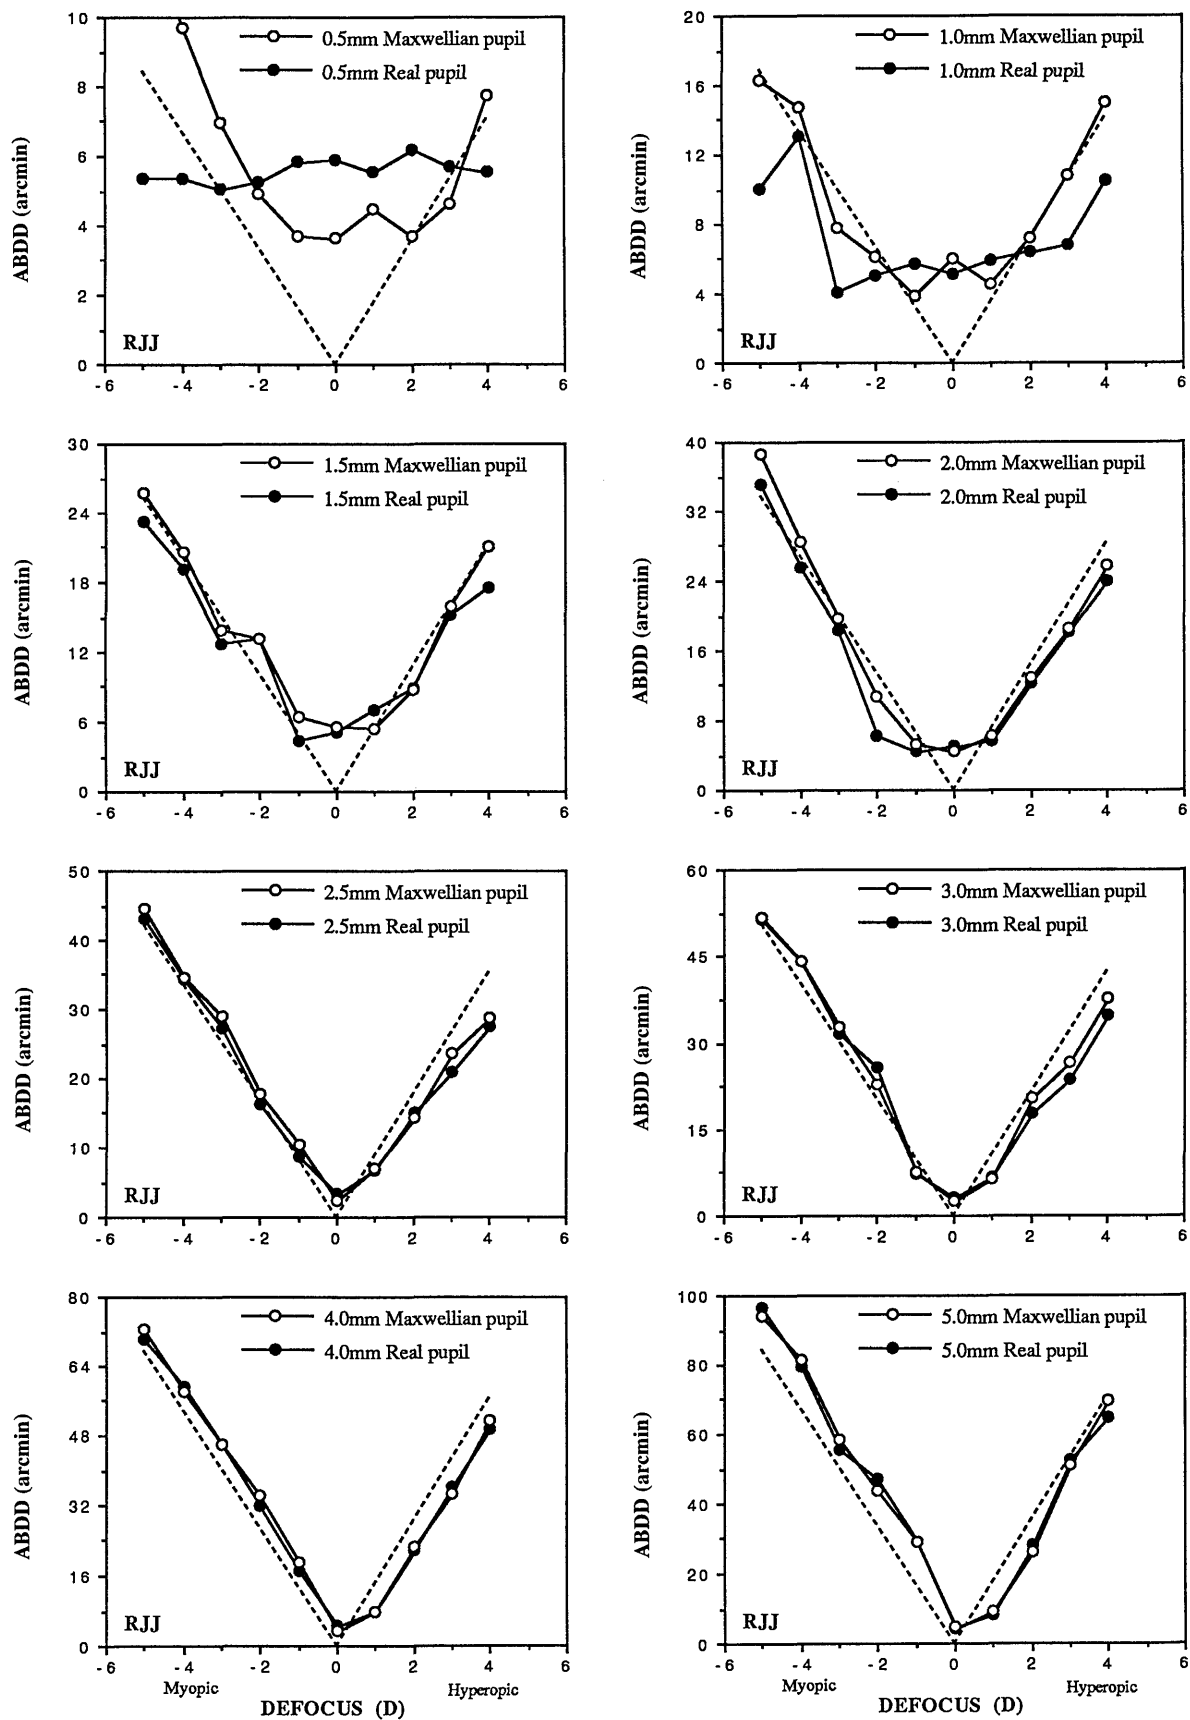 10
8
6
4
2
0
ABDD (arcmin)
0.5mm Maxwellian pupil
0.5mm Real pupil
RJJ
-6 -4 -2 0 2 4 6
20
16
12
8
4
0
ABDD (arcmin)
1.0mm Maxwellian pupil
1.0mm Real pupil
RJJ
-6 -4 -2 0 2 4 6
30
24
18
12
6
0
ABDD (arcmin)
1.5mm Maxwellian pupil
1.5mm Real pupil
RJJ
-6 -4 -2 0 2 4 6
40
32
24
16
8
0
ABDD (arcmin)
2.0mm Maxwellian pupil
2.0mm Real pupil
RJJ
-6 -4 -2 0 2 4 6
50
40
30
20
10
0
ABDD (arcmin)
2.5mm Maxwellian pupil
2.5mm Real pupil
RJJ
-6 -4 -2 0 2 4 6
60
45
30
15
0
ABDD (arcmin)
3.0mm Maxwellian pupil
3.0mm Real pupil
RJJ
-6 -4 -2 0 2 4 6
80
64
48
32
16
0
ABDD (arcmin)
4.0mm Maxwellian pupil
4.0mm Real pupil
RJJ
-6 -4 -2 0 2 4 6
Myopic Hyperopic
DEFOCUS (D)
100
80
60
40
20
0
ABDD (arcmin)
5.0mm Maxwellian pupil
5.0mm Real pupil
RJJ
-6 -4 -2 0 2 4 6
Myopic Hyperopic
DEFOCUS (D)